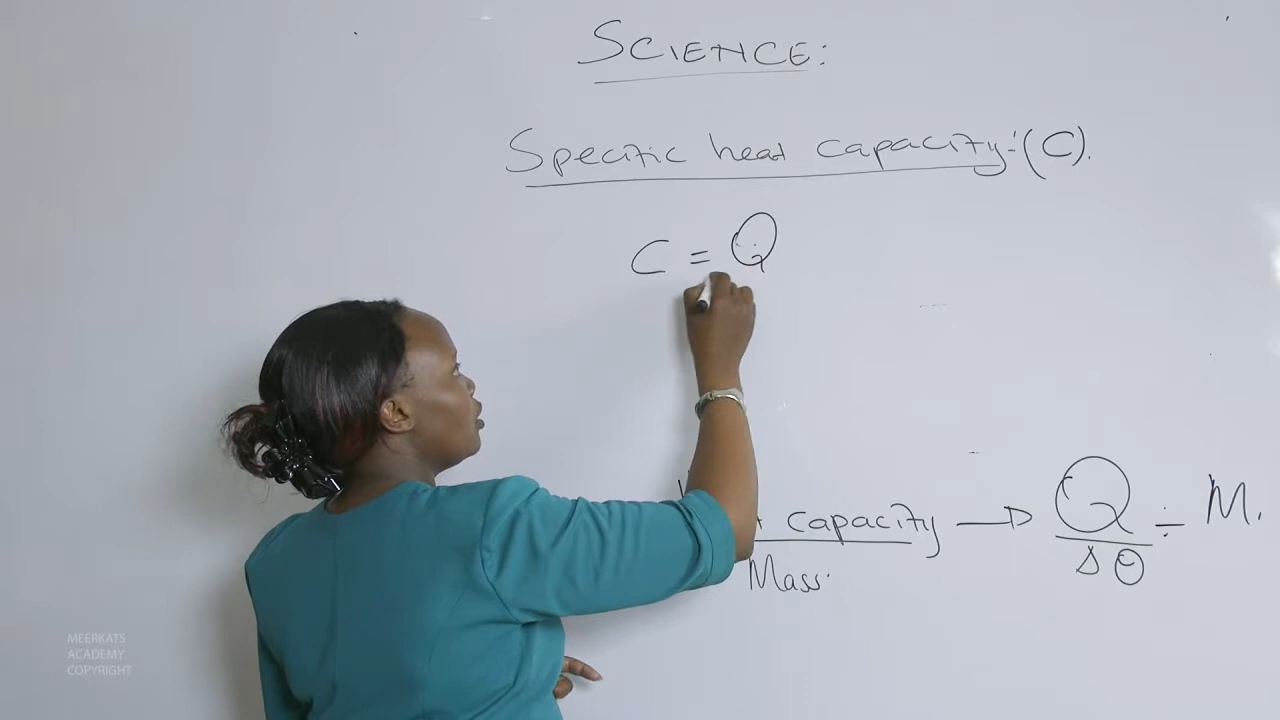 SCIENCE:
Specific heat capacity:-(C).
C = Q
capacity → Q/Δθ ÷ M.
Mass.
MEERKATS
ACADEMY
COPYRIGHT